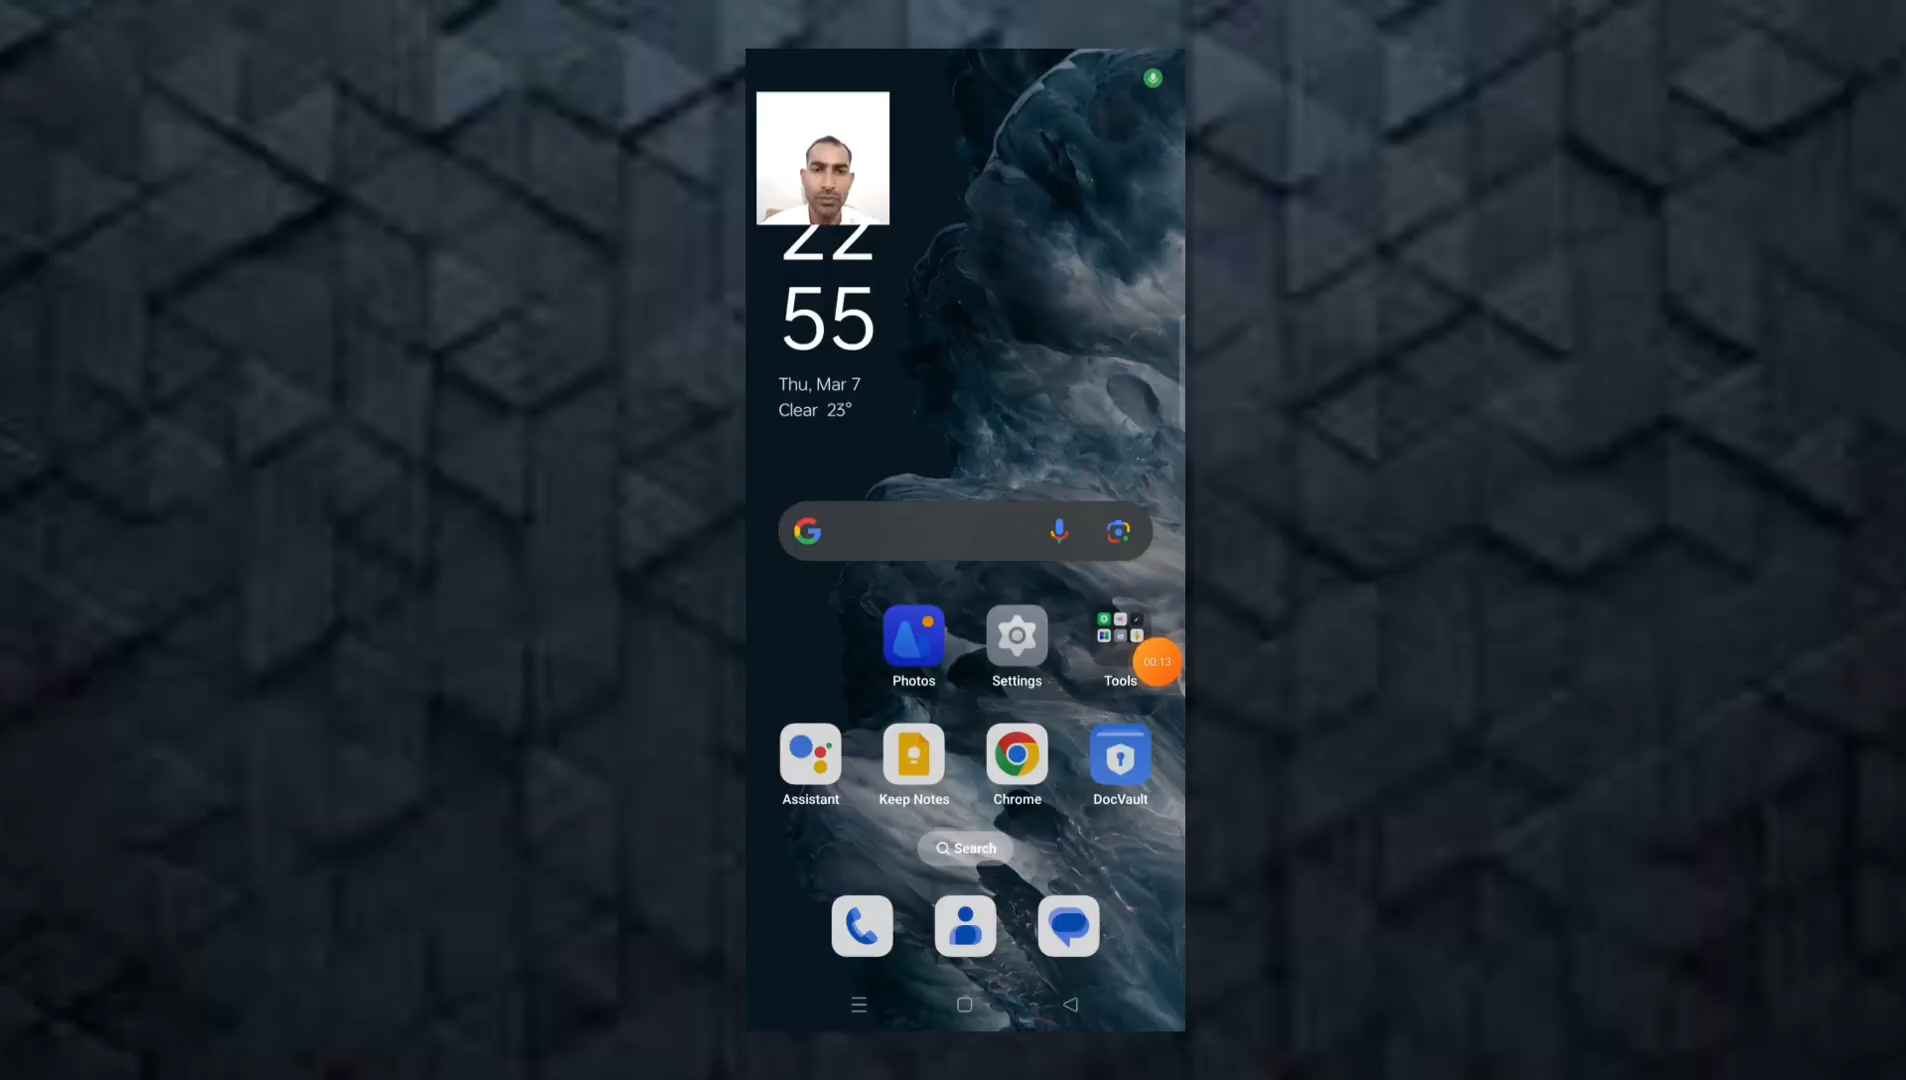 22
55
Thu, Mar 7
Clear 23°
00:13
Photos
Settings
Tools
Assistant
Keep Notes
Chrome
DocVault
Search